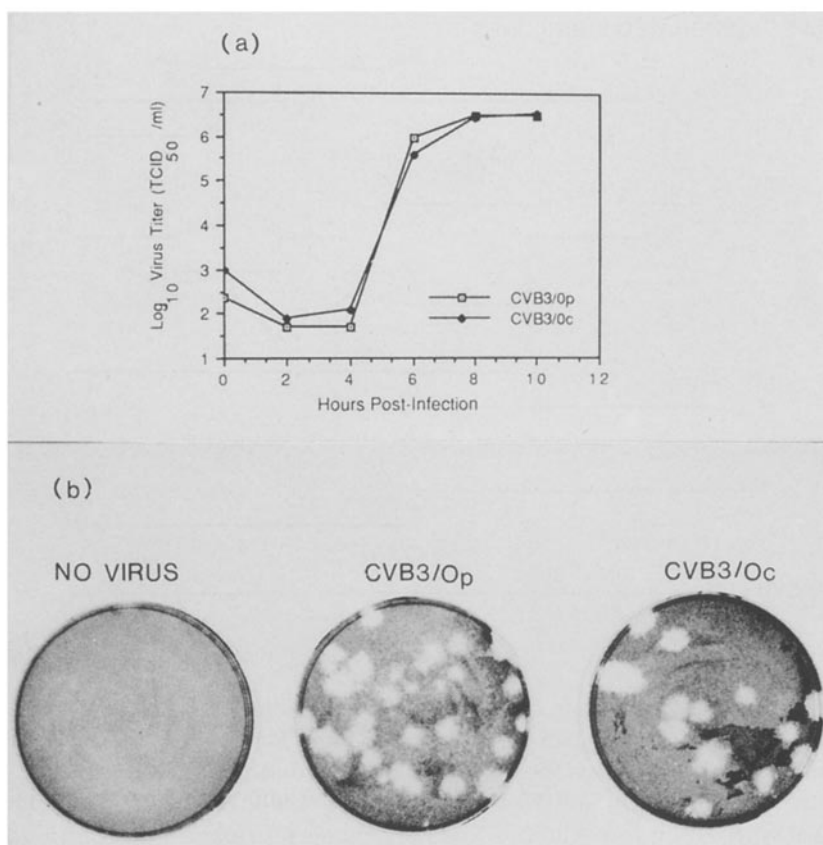 (a)
Log10 Virus Titer (TCID50/ml)
7
6
5
4
3
2
1
CVB3/0p
CVB3/0c
0 2 4 6 8 10 12
Hours Post-Infection
(b)
NO VIRUS CVB3/Op CVB3/Oc